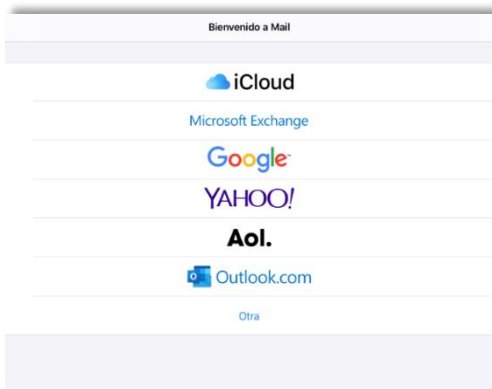 Bienvenido a Mail
iCloud
Microsoft Exchange
Google
YAHOO!
Aol.
Outlook.com
Otra